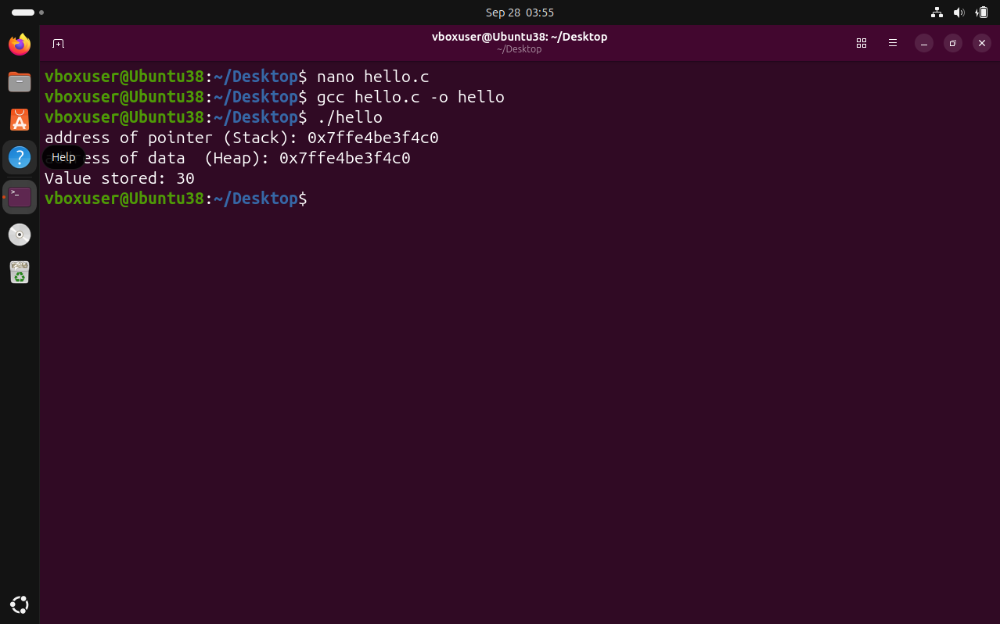 Sep 28 03:55
vboxuser@Ubuntu38: ~/Desktop
~/Desktop
vboxuser@Ubuntu38:~/Desktop$ nano hello.c
vboxuser@Ubuntu38:~/Desktop$ gcc hello.c -o hello
vboxuser@Ubuntu38:~/Desktop$ ./hello
address of pointer (Stack): 0x7ffe4be3f4c0
Help
ess of data  (Heap): 0x7ffe4be3f4c0
Value stored: 30
vboxuser@Ubuntu38:~/Desktop$